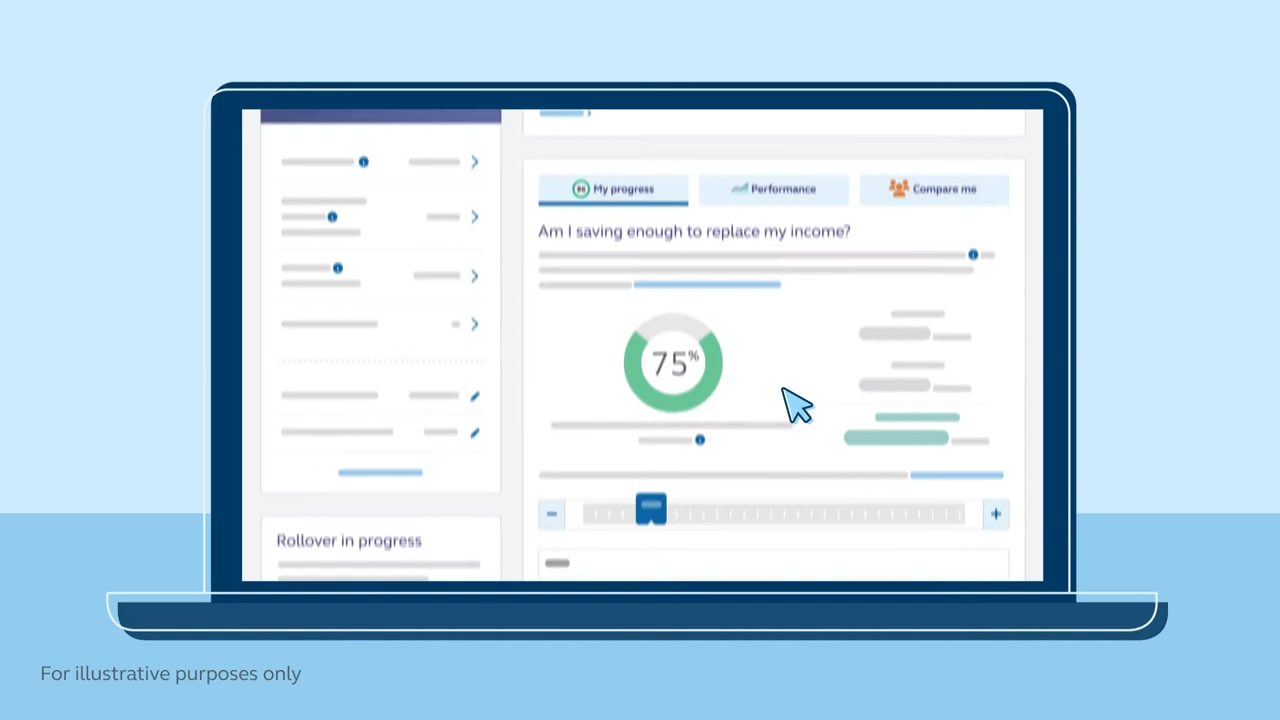 My progress
Performance
Compare me
Am I saving enough to replace my income?
75%
Rollover in progress
For illustrative purposes only